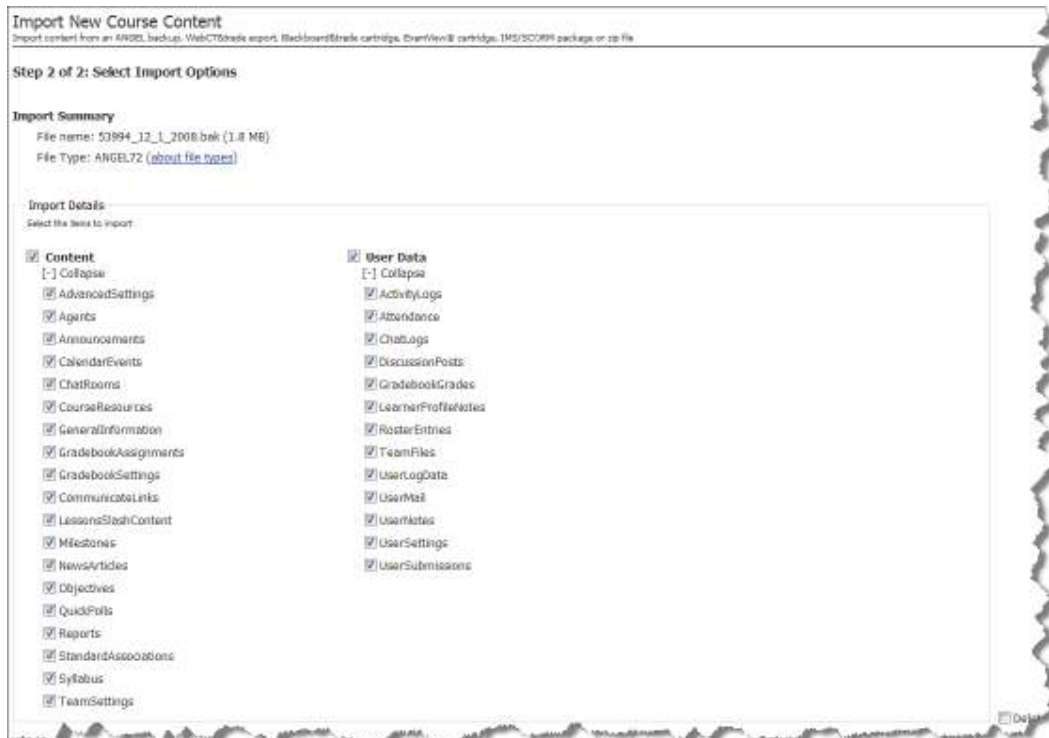 Import New Course Content
Import content from an ANGEL backup, WebCT&trade export, Blackboard&trade cartridge, ExamView® cartridge, IMS/SCORM package or zip file
Step 2 of 2: Select Import Options
Import Summary
File name: 53994_12_1_2008.bak (1.8 MB)
File Type: ANGEL72 (about file types)
Import Details
Select the items to import
Content
[-] Collapse
AdvancedSettings
Agents
Announcements
CalendarEvents
ChatRooms
CourseResources
GeneralInformation
GradebookAssignments
GradebookSettings
CommunicateLinks
LessonsSlashContent
Milestones
NewsArticles
Objectives
QuickPolls
Reports
StandardAssociations
Syllabus
TeamSettings
User Data
[-] Collapse
ActivityLogs
Attendance
ChatLogs
DiscussionPosts
GradebookGrades
LearnerProfileNotes
RosterEntries
TeamFiles
UserLogData
UserMail
UserNotes
UserSettings
UserSubmissions